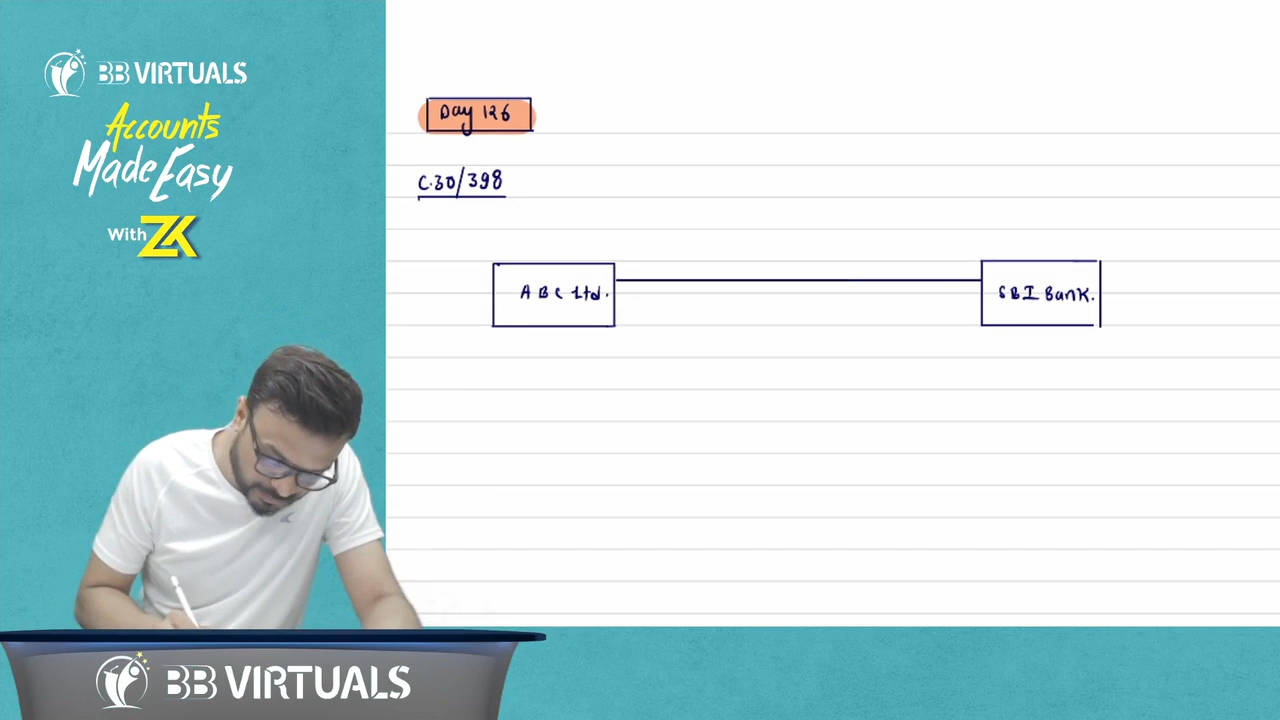 BB VIRTUALS
Accounts
Made Easy
With ZK
Day 126
C.30/398
ABC Ltd.
SBI Bank.
BB VIRTUALS